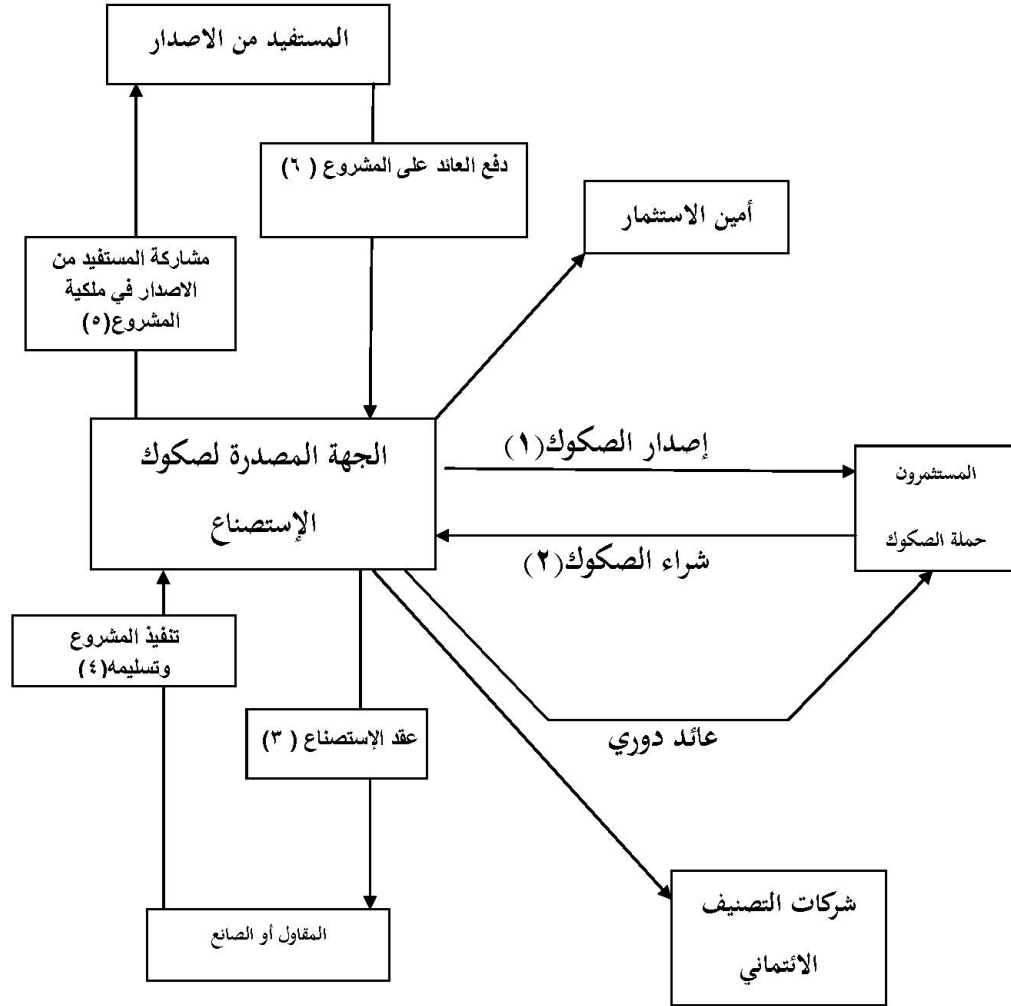 المستفيد من الاصدار
دفع العائد على المشروع ( ٦)
أمين الاستثمار
مشاركة المستفيد من
الاصدار في ملكية
المشروع(٥)
الجهة المصدرة لصكوك
الإستصناع
إصدار الصكوك(١)
المستثمرون
حملة الصكوك
شراء الصكوك(٢)
تنفيذ المشروع
وتسليمه(٤)
عقد الإستصناع ( ٣)
عائد دوري
المقاول أو الصانع
شركات التصنيف
الائتماني